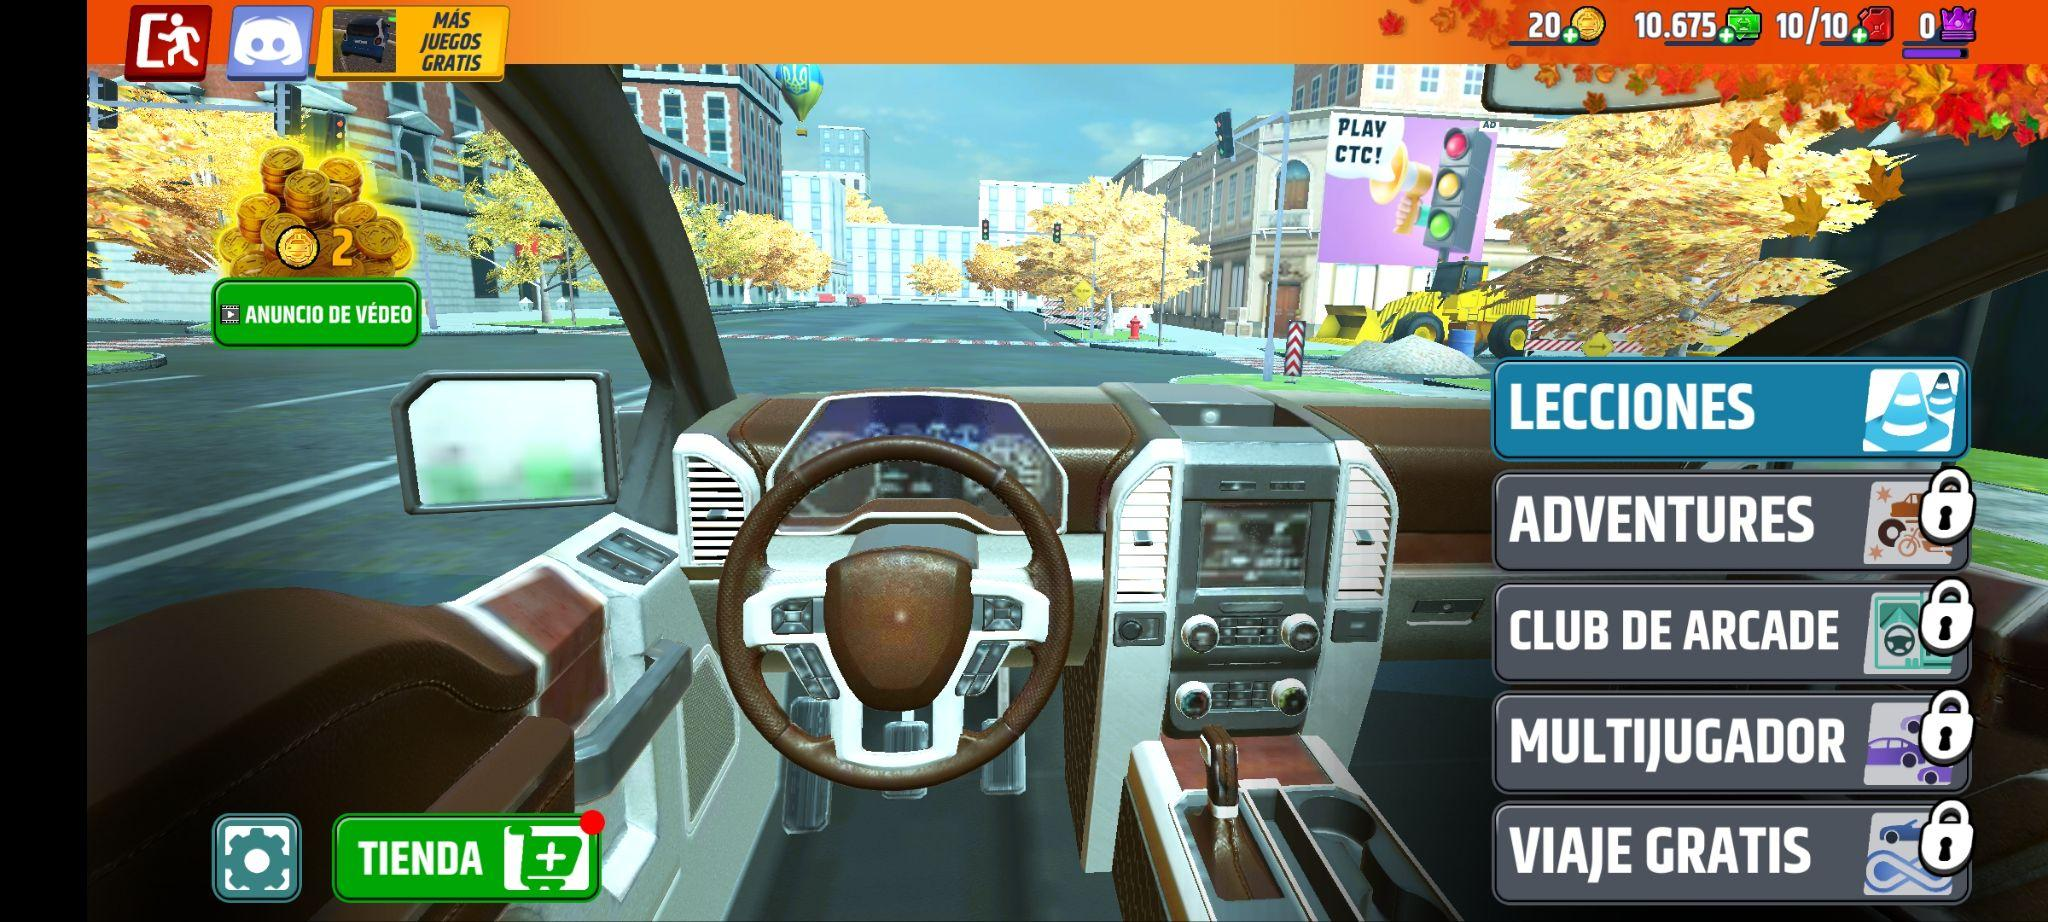 MÁS
JUEGOS
GRATIS
20
10.675
10/10
0
PLAY
CTC!
AD
2
ANUNCIO DE VÉDEO
LECCIONES
ADVENTURES
CLUB DE ARCADE
MULTIJUGADOR
VIAJE GRATIS
TIENDA